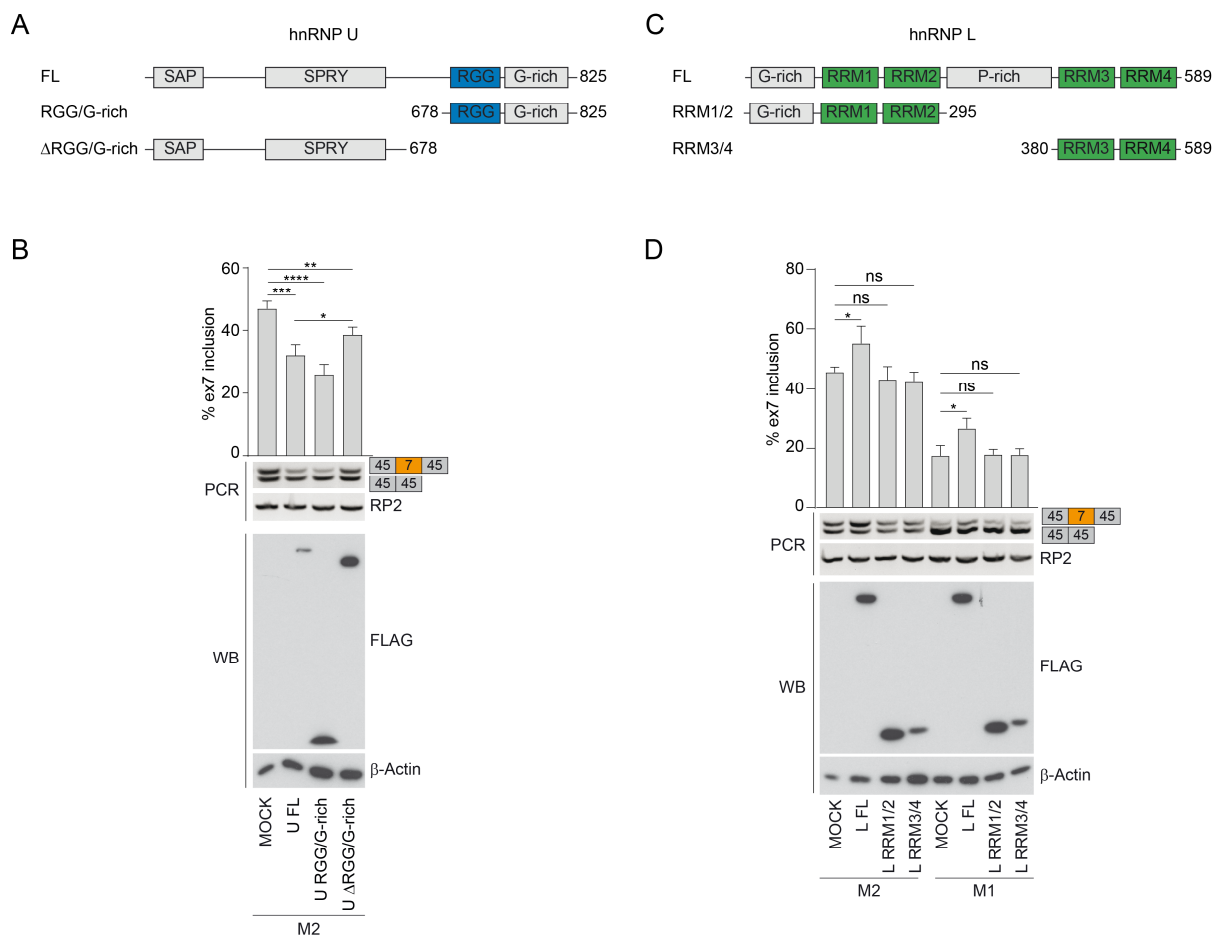 A
hnRNP U
FL SAP SPRY RGG G-rich 825
RGG/G-rich 678 RGG G-rich 825
ΔRGG/G-rich SAP SPRY 678
C
hnRNP L
FL G-rich RRM1 RRM2 P-rich RRM3 RRM4 589
RRM1/2 G-rich RRM1 RRM2 295
RRM3/4 380 RRM3 RRM4 589
B
% ex7 inclusion
60
40
20
0
**
****
***
*
PCR
45 7 45
45 45
RP2
WB
FLAG
β-Actin
MOCK
U FL
U RGG/G-rich
U ΔRGG/G-rich
M2
D
% ex7 inclusion
80
60
40
20
0
ns
ns
*
ns
ns
*
PCR
45 7 45
45 45
RP2
WB
FLAG
β-Actin
MOCK
L FL
L RRM1/2
L RRM3/4
MOCK
L FL
L RRM1/2
L RRM3/4
M2
M1